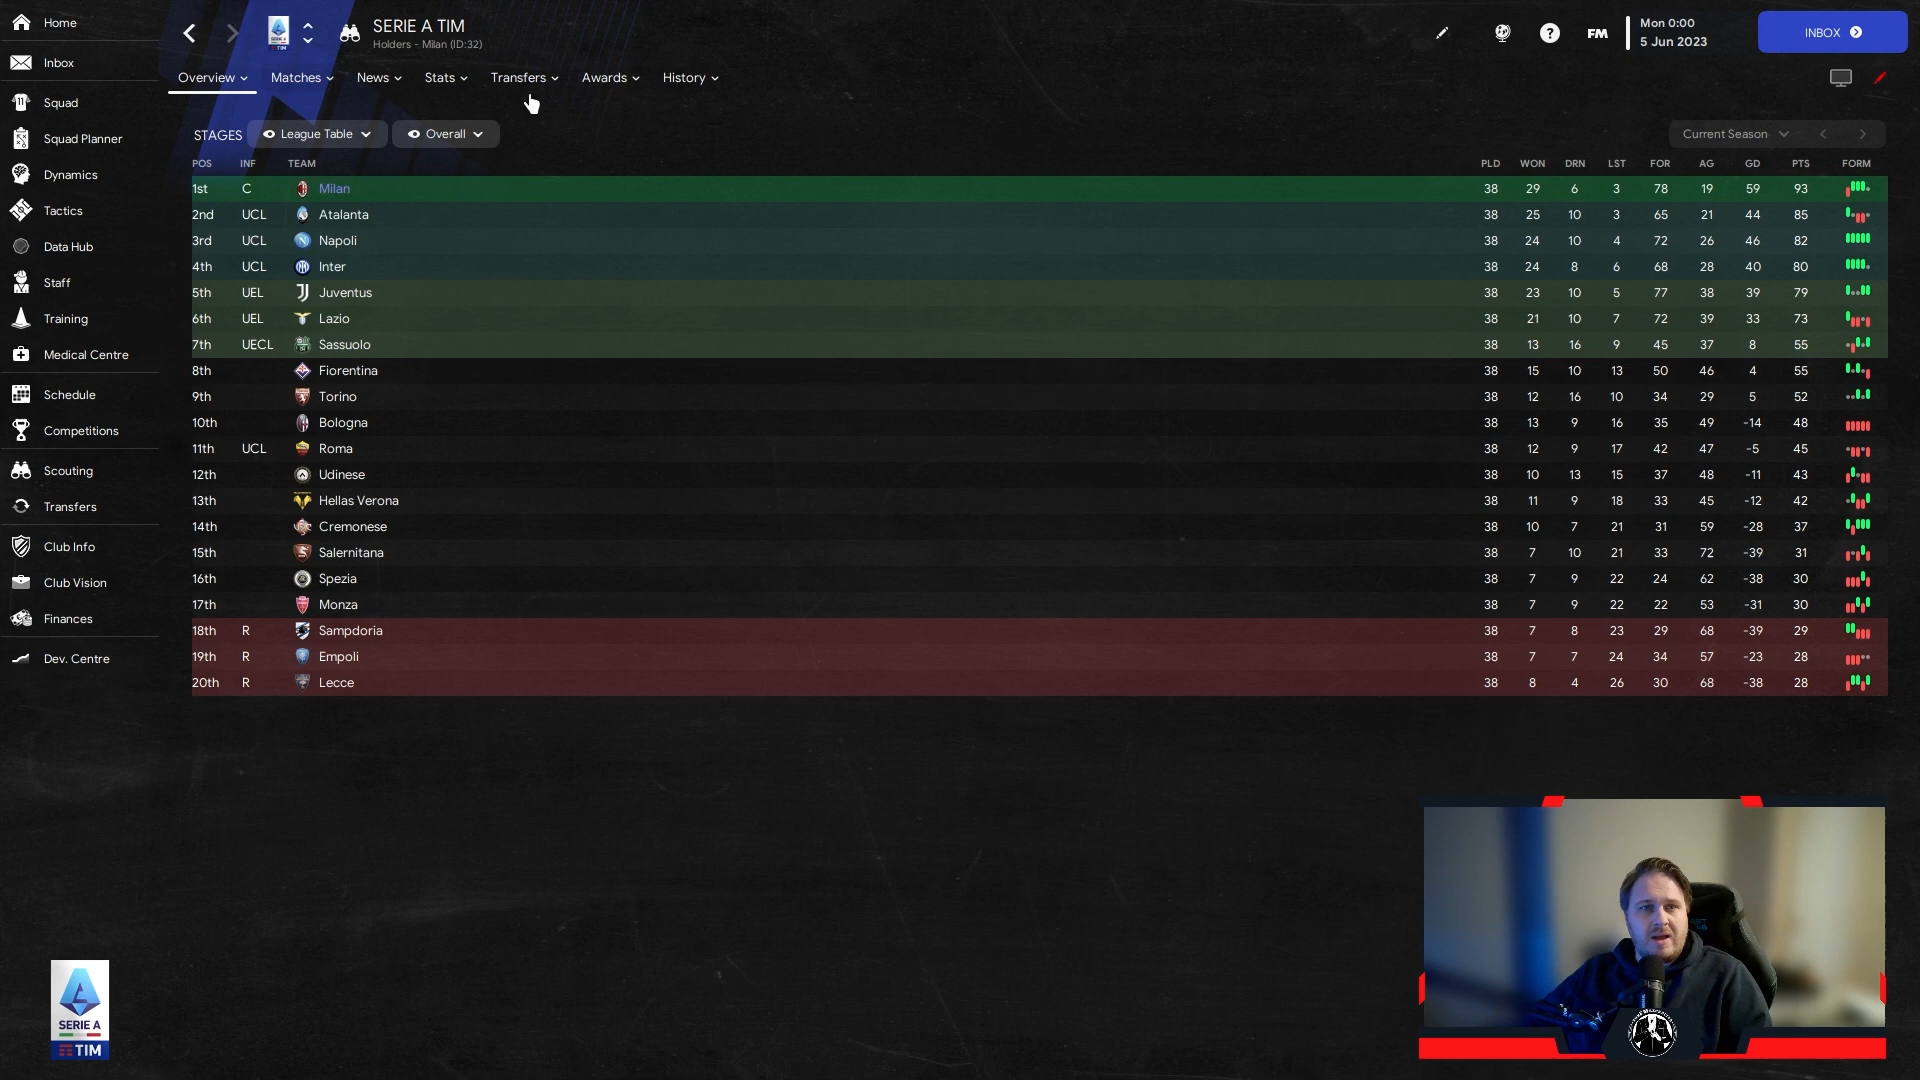 Home
Inbox
Squad
Squad Planner
Dynamics
Tactics
Data Hub
Staff
Training
Medical Centre
Schedule
Competitions
Scouting
Transfers
Club Info
Club Vision
Finances
Dev. Centre
SERIE A TIM
Holders - Milan (ID:32)
FM
Mon 0:00
5 Jun 2023
INBOX
Overview Matches News Stats Transfers Awards History
STAGES League Table Overall Current Season
POS INF TEAM PLD WON DRN LST FOR AG GD PTS FORM
1st C Milan 38 29 6 3 78 19 59 93
2nd UCL Atalanta 38 25 10 3 65 21 44 85
3rd UCL Napoli 38 24 10 4 72 26 46 82
4th UCL Inter 38 24 8 6 68 28 40 80
5th UEL Juventus 38 23 10 5 77 38 39 79
6th UEL Lazio 38 21 10 7 72 39 33 73
7th UECL Sassuolo 38 13 16 9 45 37 8 55
8th Fiorentina 38 15 10 13 50 46 4 55
9th Torino 38 12 16 10 34 29 5 52
10th Bologna 38 13 9 16 35 49 -14 48
11th UCL Roma 38 12 9 17 42 47 -5 45
12th Udinese 38 10 13 15 37 48 -11 43
13th Hellas Verona 38 11 9 18 33 45 -12 42
14th Cremonese 38 10 7 21 31 59 -28 37
15th Salernitana 38 7 10 21 33 72 -39 31
16th Spezia 38 7 9 22 24 62 -38 30
17th Monza 38 7 9 22 22 53 -31 30
18th R Sampdoria 38 7 8 23 29 68 -39 29
19th R Empoli 38 7 7 24 34 57 -23 28
20th R Lecce 38 8 4 26 30 68 -38 28
SERIE A
TIM